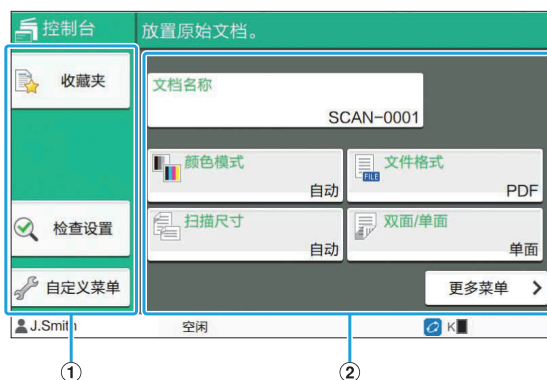 控制台
放置原始文档。
收藏夹
检查设置
自定义菜单
文档名称
SCAN-0001
颜色模式
自动
文件格式
FILE
PDF
扫描尺寸
自动
双面/单面
单面
更多菜单
J.Smith
空闲
K
1
2